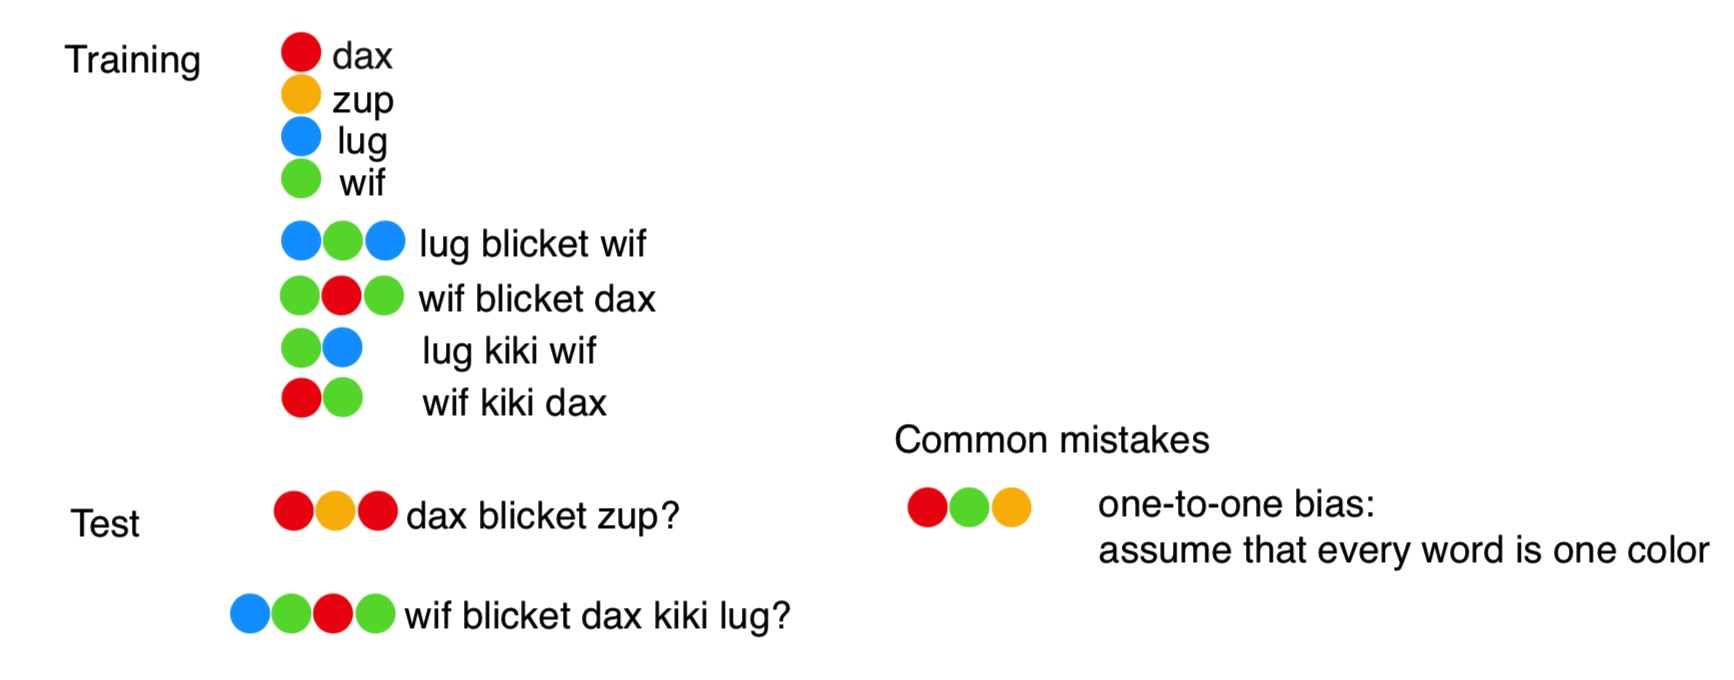 Training
dax
zup
lug
wif
lug blicket wif
wif blicket dax
lug kiki wif
wif kiki dax
Test
dax blicket zup?
wif blicket dax kiki lug?
Common mistakes
one-to-one bias:
assume that every word is one color